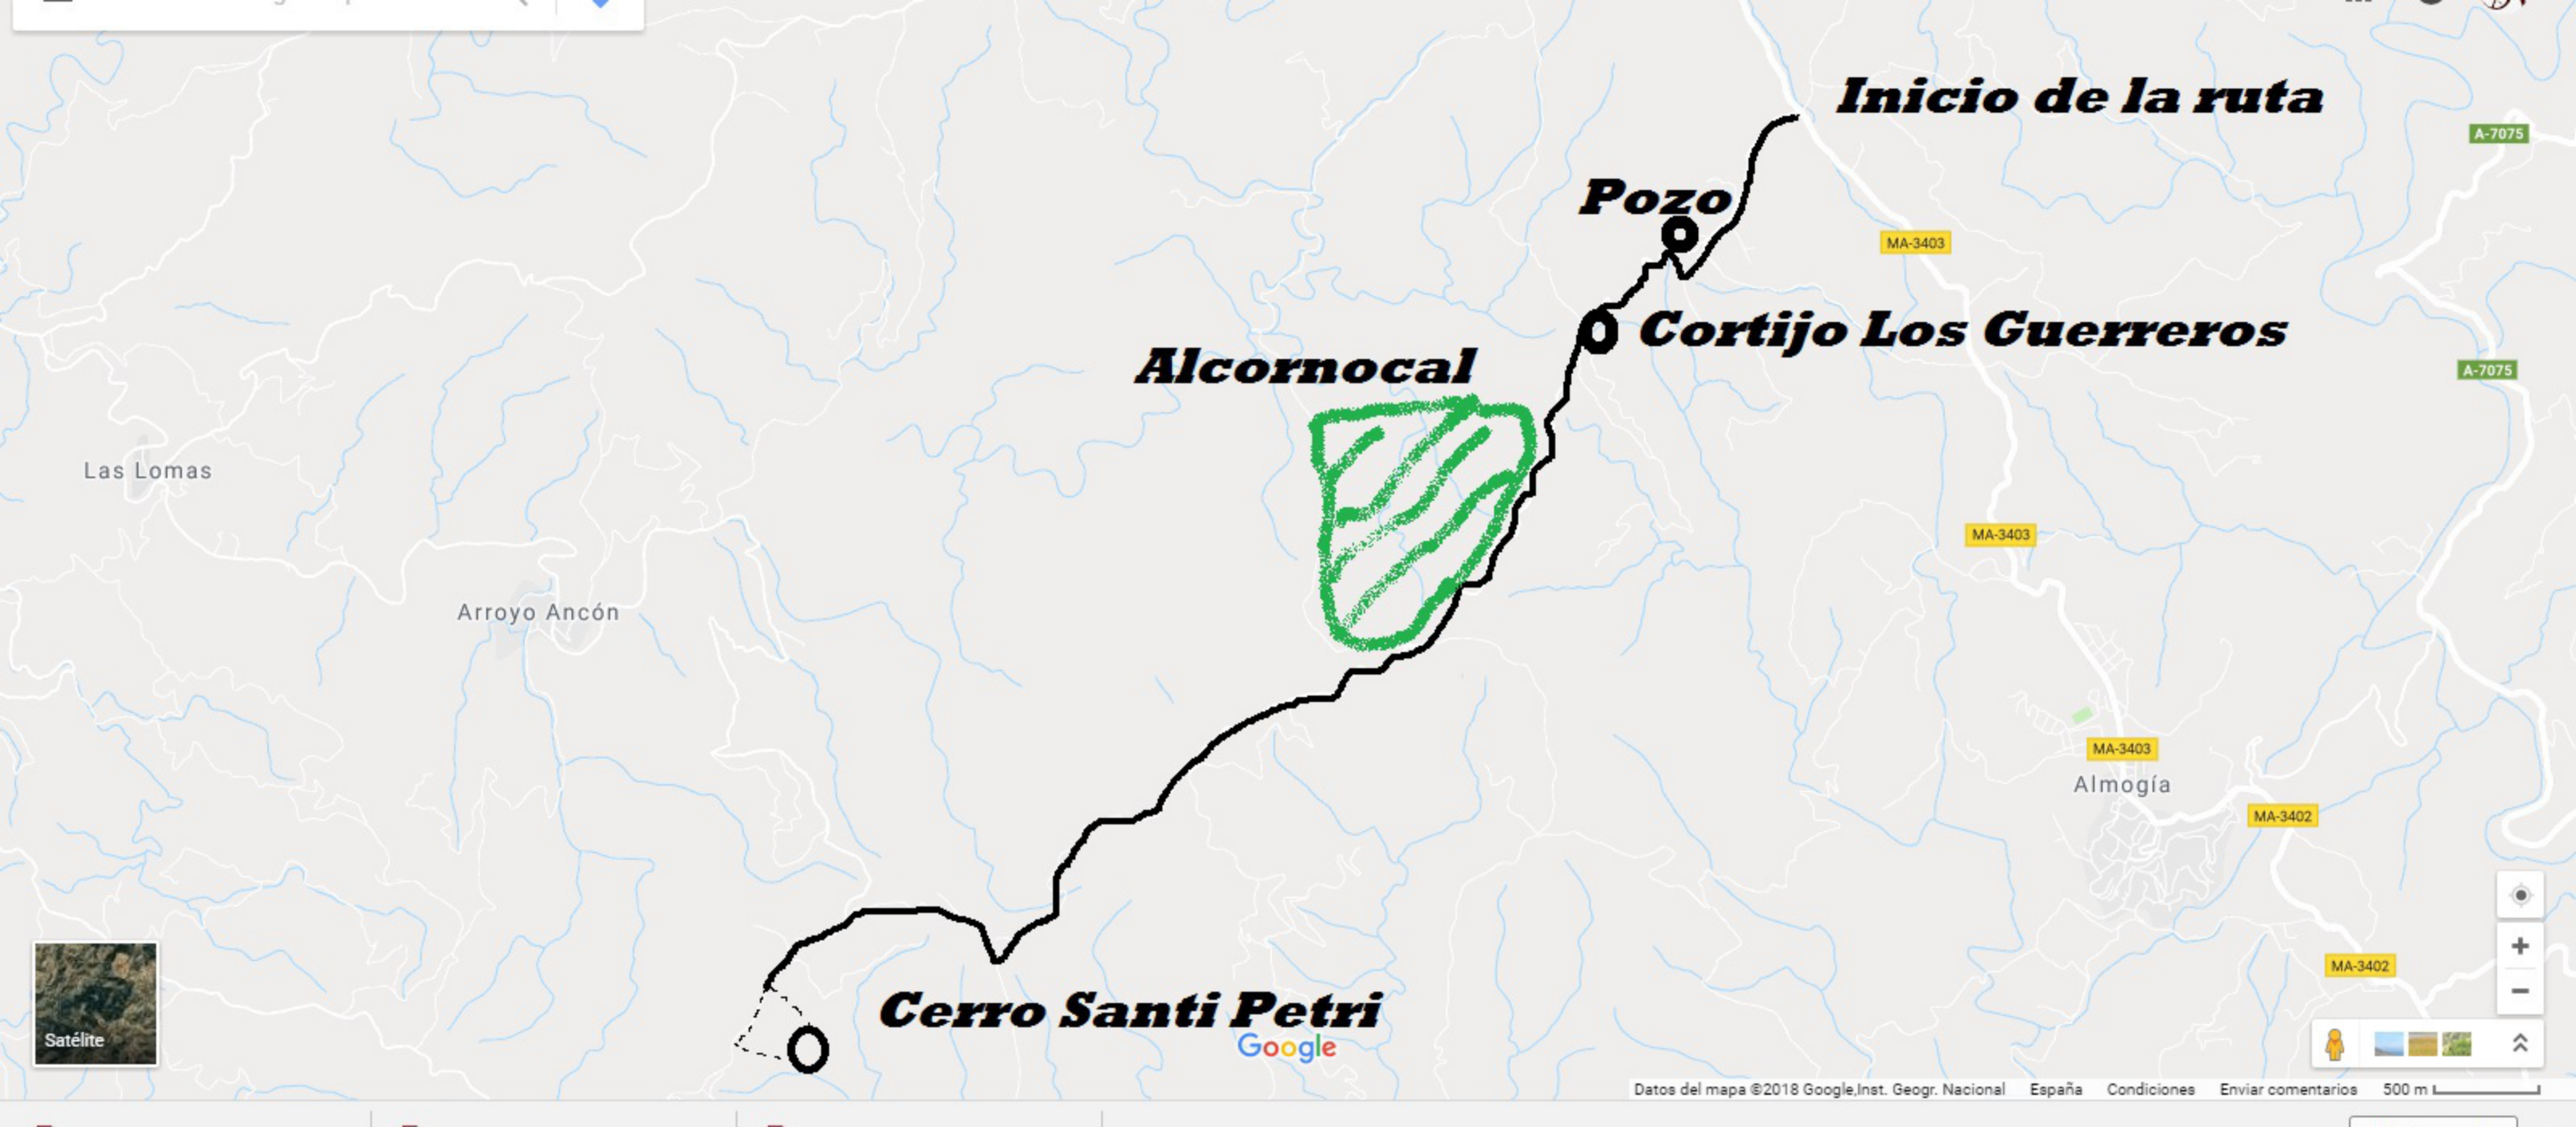 Inicio de la ruta
A-7075
Pozo
MA-3403
Cortijo Los Guerreros
Alcornocal
A-7075
Las Lomas
MA-3403
Arroyo Ancón
MA-3403
Almogía
MA-3402
MA-3402
Cerro Santi Petri
Satélite
Google
Datos del mapa ©2018 Google,Inst. Geogr. Nacional España Condiciones Enviar comentarios 500 m